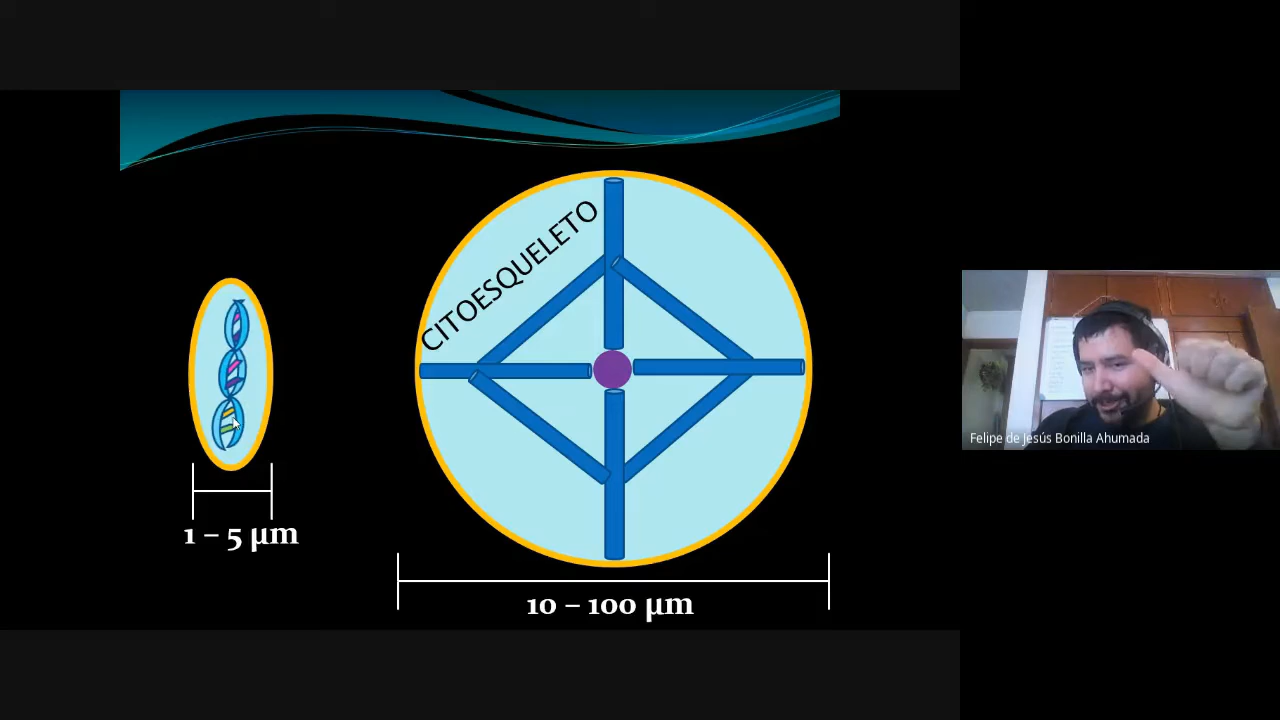 CITOESQUELETO
1 – 5 µm
10 – 100 µm
Felipe de Jesús Bonilla Ahumada